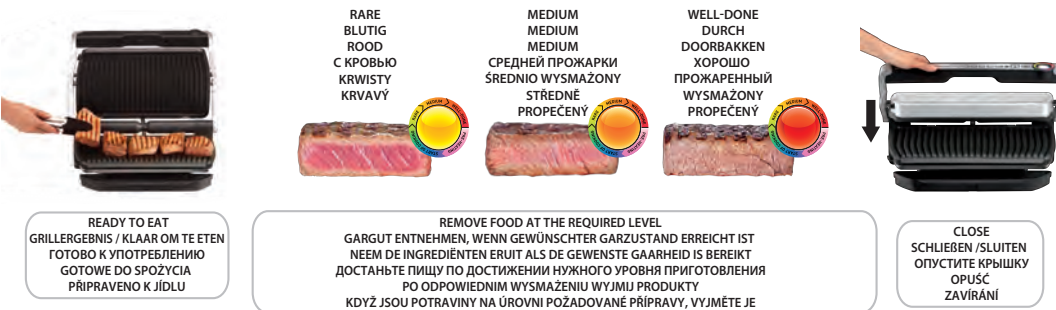 RARE
BLUTIG
ROOD
С КРОВЬЮ
KRWISTY
KRVAVÝ
MEDIUM
MEDIUM
MEDIUM
СРЕДНЕЙ ПРОЖАРКИ
ŚREDNIO WYSMAŻONY
STŘEDNĚ
PROPEČENÝ
WELL-DONE
DURCH
DOORBAKKEN
ХОРОШО
ПРОЖАРЕННЫЙ
WYSMAŻONY
PROPEČENÝ
READY TO EAT
GRILLERGEBNIS / KLAAR OM TE ETEN
ГОТОВО К УПОТРЕБЛЕНИЮ
GOTOWE DO SPOŻYCIA
PŘIPRAVENO K JÍDLU
REMOVE FOOD AT THE REQUIRED LEVEL
GARGUT ENTNEHMEN, WENN GEWÜNSCHTER GARZUSTAND ERREICHT IST
NEEM DE INGREDIËNTEN ERUIT ALS DE GEWENSTE GAARHEID IS BEREIKT
ДОСТАНЬТЕ ПИЩУ ПО ДОСТИЖЕНИИ НУЖНОГО УРОВНЯ ПРИГОТОВЛЕНИЯ
PO ODPOWIEDNIM WYSMAŻENIU WYJMIJ PRODUKTY
KDYŽ JSOU POTRAVINY NA ÚROVNI POŽADOVANÉ PŘÍPRAVY, VYJMĚTE JE
CLOSE
SCHLIEßEN /SLUITEN
ОПУСТИТЕ КРЫШКУ
OPUŚĆ
ZAVÍRÁNÍ